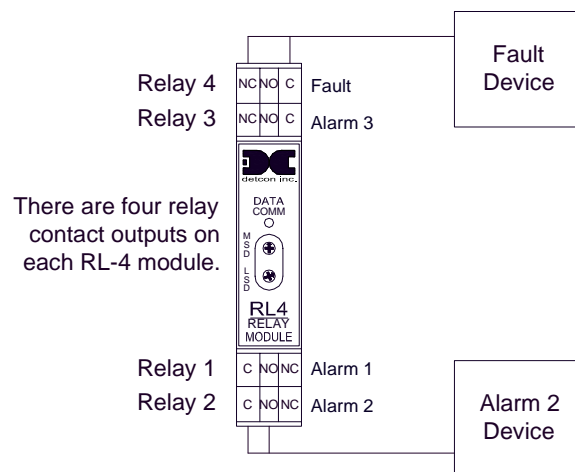 Fault
Device
Relay 4 NC NO C Fault
Relay 3 NC NO C Alarm 3
detcon inc.
DATA
COMM
MSD
LSD
There are four relay
contact outputs on
each RL-4 module.
RL4
RELAY
MODULE
Relay 1 C NO NC Alarm 1
Relay 2 C NO NC Alarm 2
Alarm 2
Device